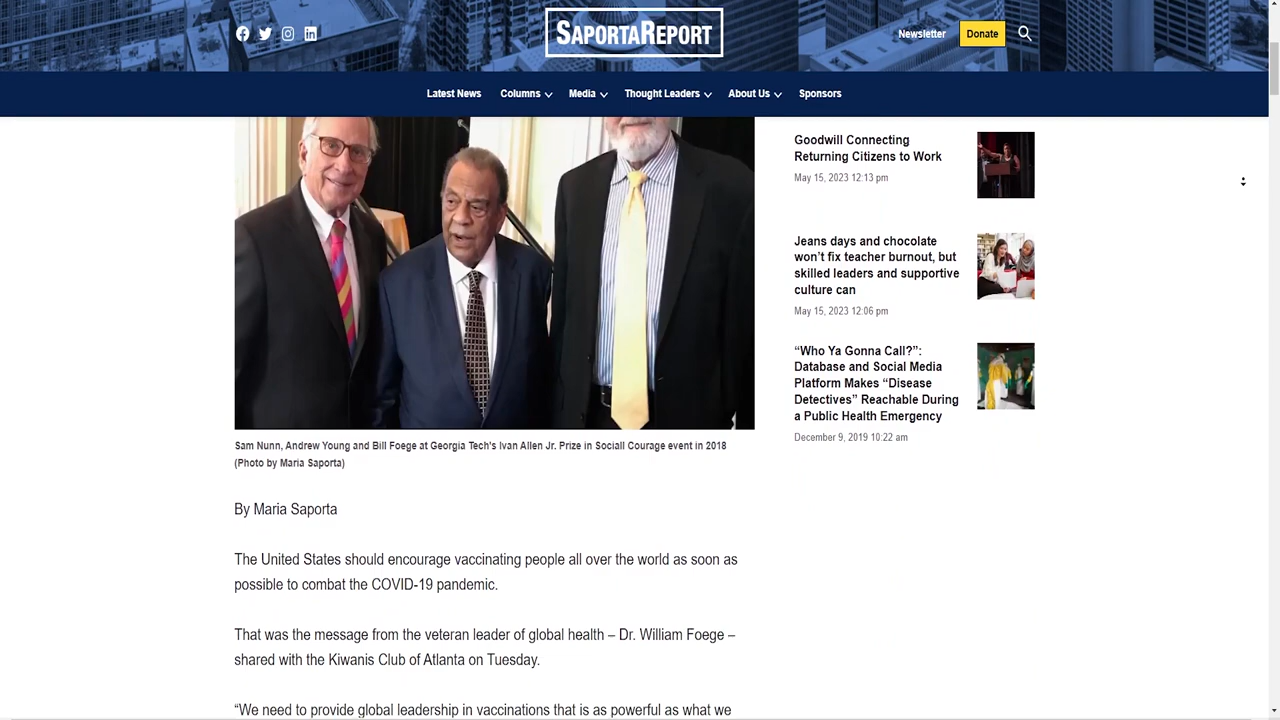 SAPORTAREPORT
Newsletter
Donate
Latest News
Columns
Media
Thought Leaders
About Us
Sponsors
Goodwill Connecting
Returning Citizens to Work
May 15, 2023 12:13 pm
Jeans days and chocolate
won’t fix teacher burnout, but
skilled leaders and supportive
culture can
May 15, 2023 12:06 pm
“Who Ya Gonna Call?”:
Database and Social Media
Platform Makes “Disease
Detectives” Reachable During
a Public Health Emergency
December 9, 2019 10:22 am
Sam Nunn, Andrew Young and Bill Foege at Georgia Tech's Ivan Allen Jr. Prize in Sociall Courage event in 2018
(Photo by Maria Saporta)
By Maria Saporta
The United States should encourage vaccinating people all over the world as soon as
possible to combat the COVID-19 pandemic.
That was the message from the veteran leader of global health – Dr. William Foege –
shared with the Kiwanis Club of Atlanta on Tuesday.
“We need to provide global leadership in vaccinations that is as powerful as what we